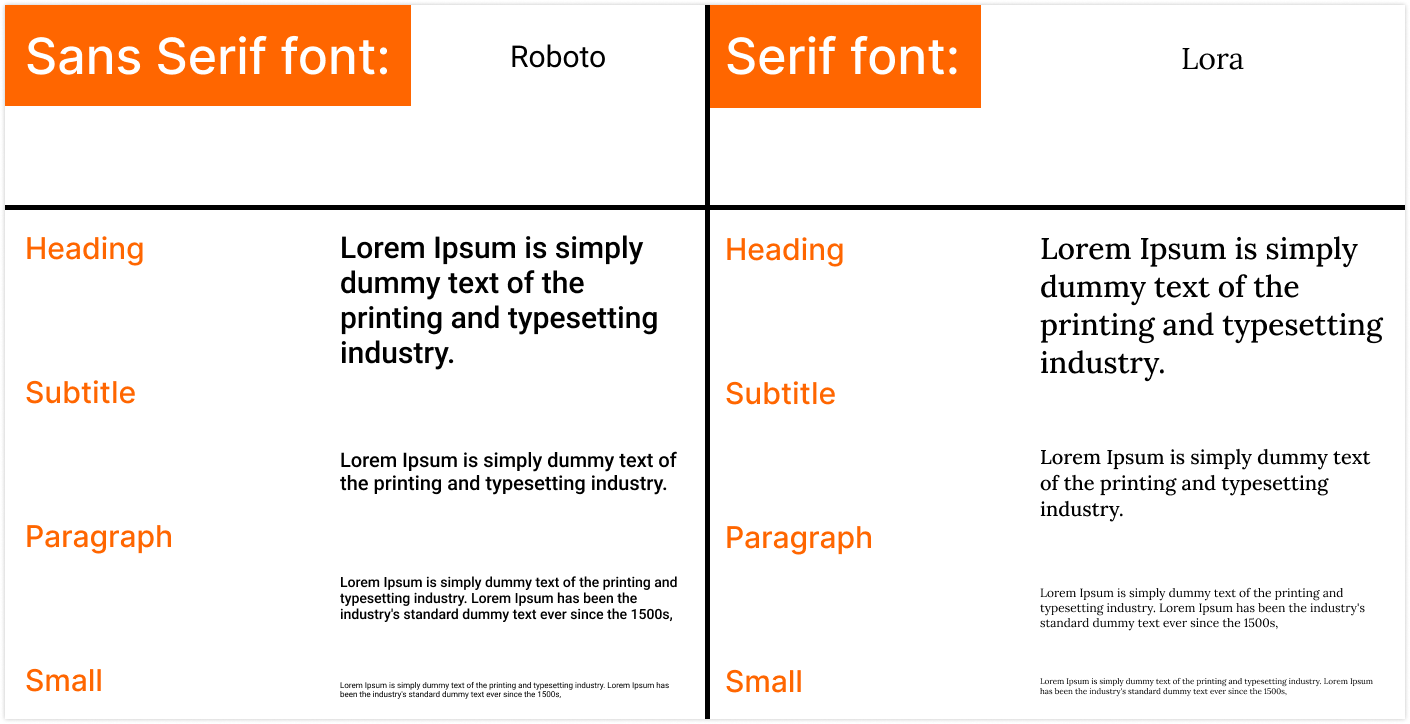 Sans Serif font:
Roboto
Heading
Lorem Ipsum is simply
dummy text of the
printing and typesetting
industry.
Subtitle
Lorem Ipsum is simply dummy text of
the printing and typesetting industry.
Paragraph
Lorem Ipsum is simply dummy text of the printing and
typesetting industry. Lorem Ipsum has been the
industry's standard dummy text ever since the 1500s,
Small
Lorem Ipsum is simply dummy text of the printing and typesetting industry. Lorem Ipsum has
been the industry's standard dummy text ever since the 1500s,
Serif font:
Lora
Heading
Lorem Ipsum is simply
dummy text of the
printing and typesetting
industry.
Subtitle
Lorem Ipsum is simply dummy text
of the printing and typesetting
industry.
Paragraph
Lorem Ipsum is simply dummy text of the printing and
typesetting industry. Lorem Ipsum has been the industry's
standard dummy text ever since the 1500s,
Small
Lorem Ipsum is simply dummy text of the printing and typesetting industry. Lorem Ipsum
has been the industry's standard dummy text ever since the 1500s,